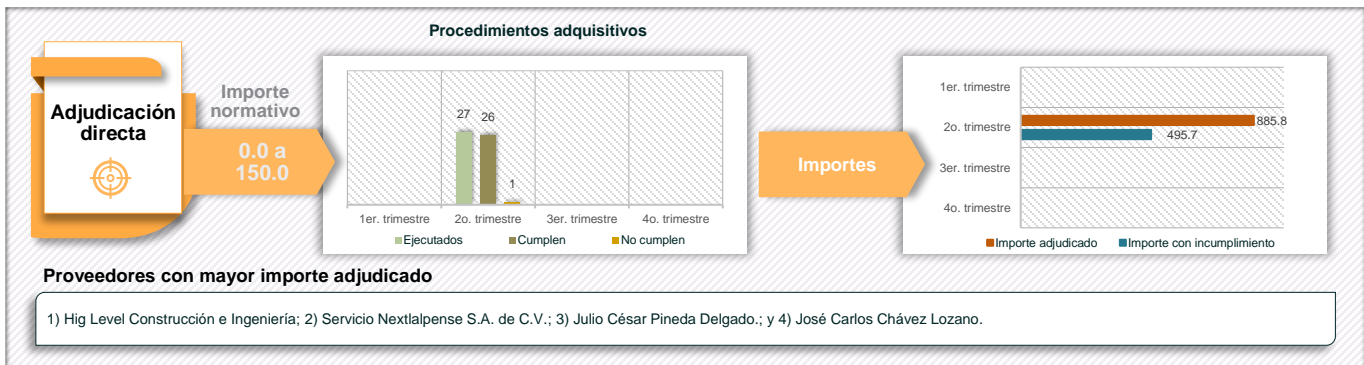 Procedimientos adquisitivos
Adjudicación
directa
Importe
normativo
0.0 a
150.0
27
26
1
1er. trimestre
2o. trimestre
3er. trimestre
4o. trimestre
Ejecutados
Cumplen
No cumplen
Importes
1er. trimestre
2o. trimestre
3er. trimestre
4o. trimestre
885.8
495.7
Importe adjudicado
Importe con incumplimiento
Proveedores con mayor importe adjudicado
1) Hig Level Construcción e Ingeniería; 2) Servicio Nextlalpense S.A. de C.V.; 3) Julio César Pineda Delgado.; y 4) José Carlos Chávez Lozano.